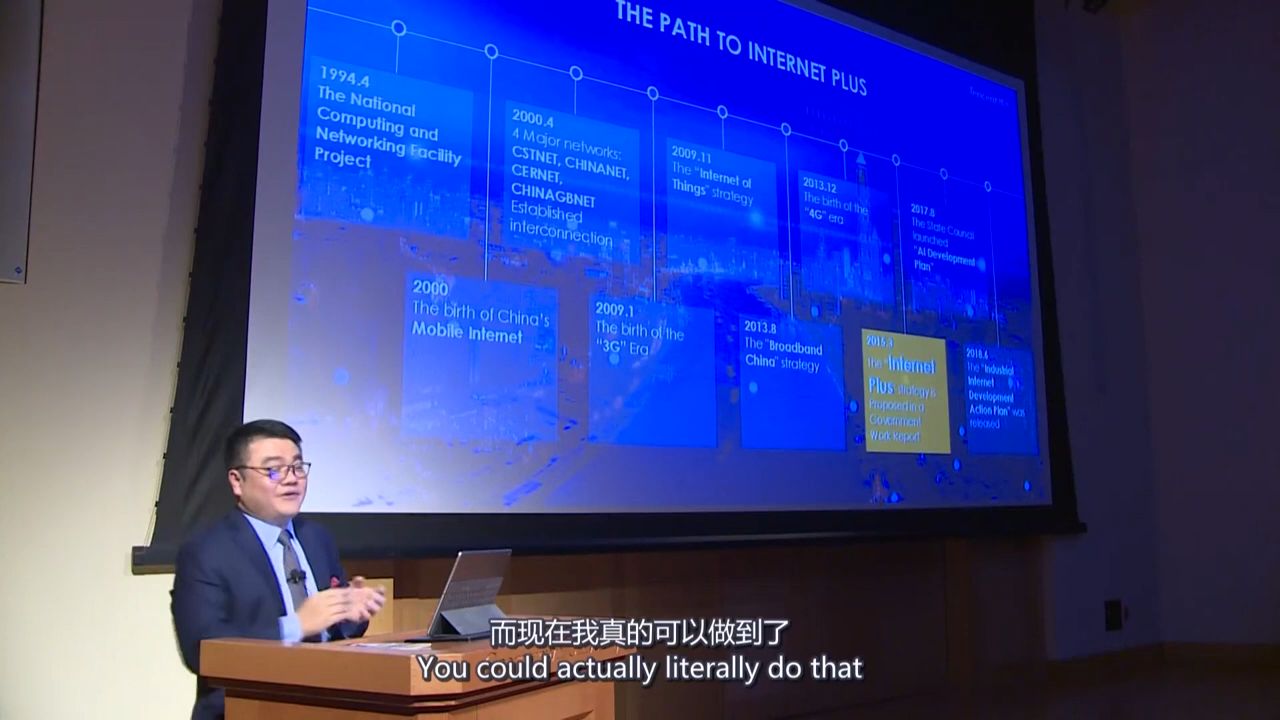 THE PATH TO INTERNET PLUS
1994.4
The National
Computing and
Networking Facility
Project
2000.4
4 Major networks:
CSTNET, CHINANET,
CERNET,
CHINAGBNET
Established
interconnection
2009.11
The "Internet of
Things" strategy
2013.12
The birth of the
"4G" era
2017.8
The State Council
launched
"AI Development
Plan"
2000
The birth of China's
Mobile Internet
2009.1
The birth of the
"3G" Era
2013.8
The "Broadband
China" strategy
2015.3
The "Internet
Plus" strategy is
Proposed in a
Government
Work Report
2018.6
The "Industrial
Internet
Development
Action Plan" was
released
而现在我真的可以做到了
You could actually literally do that